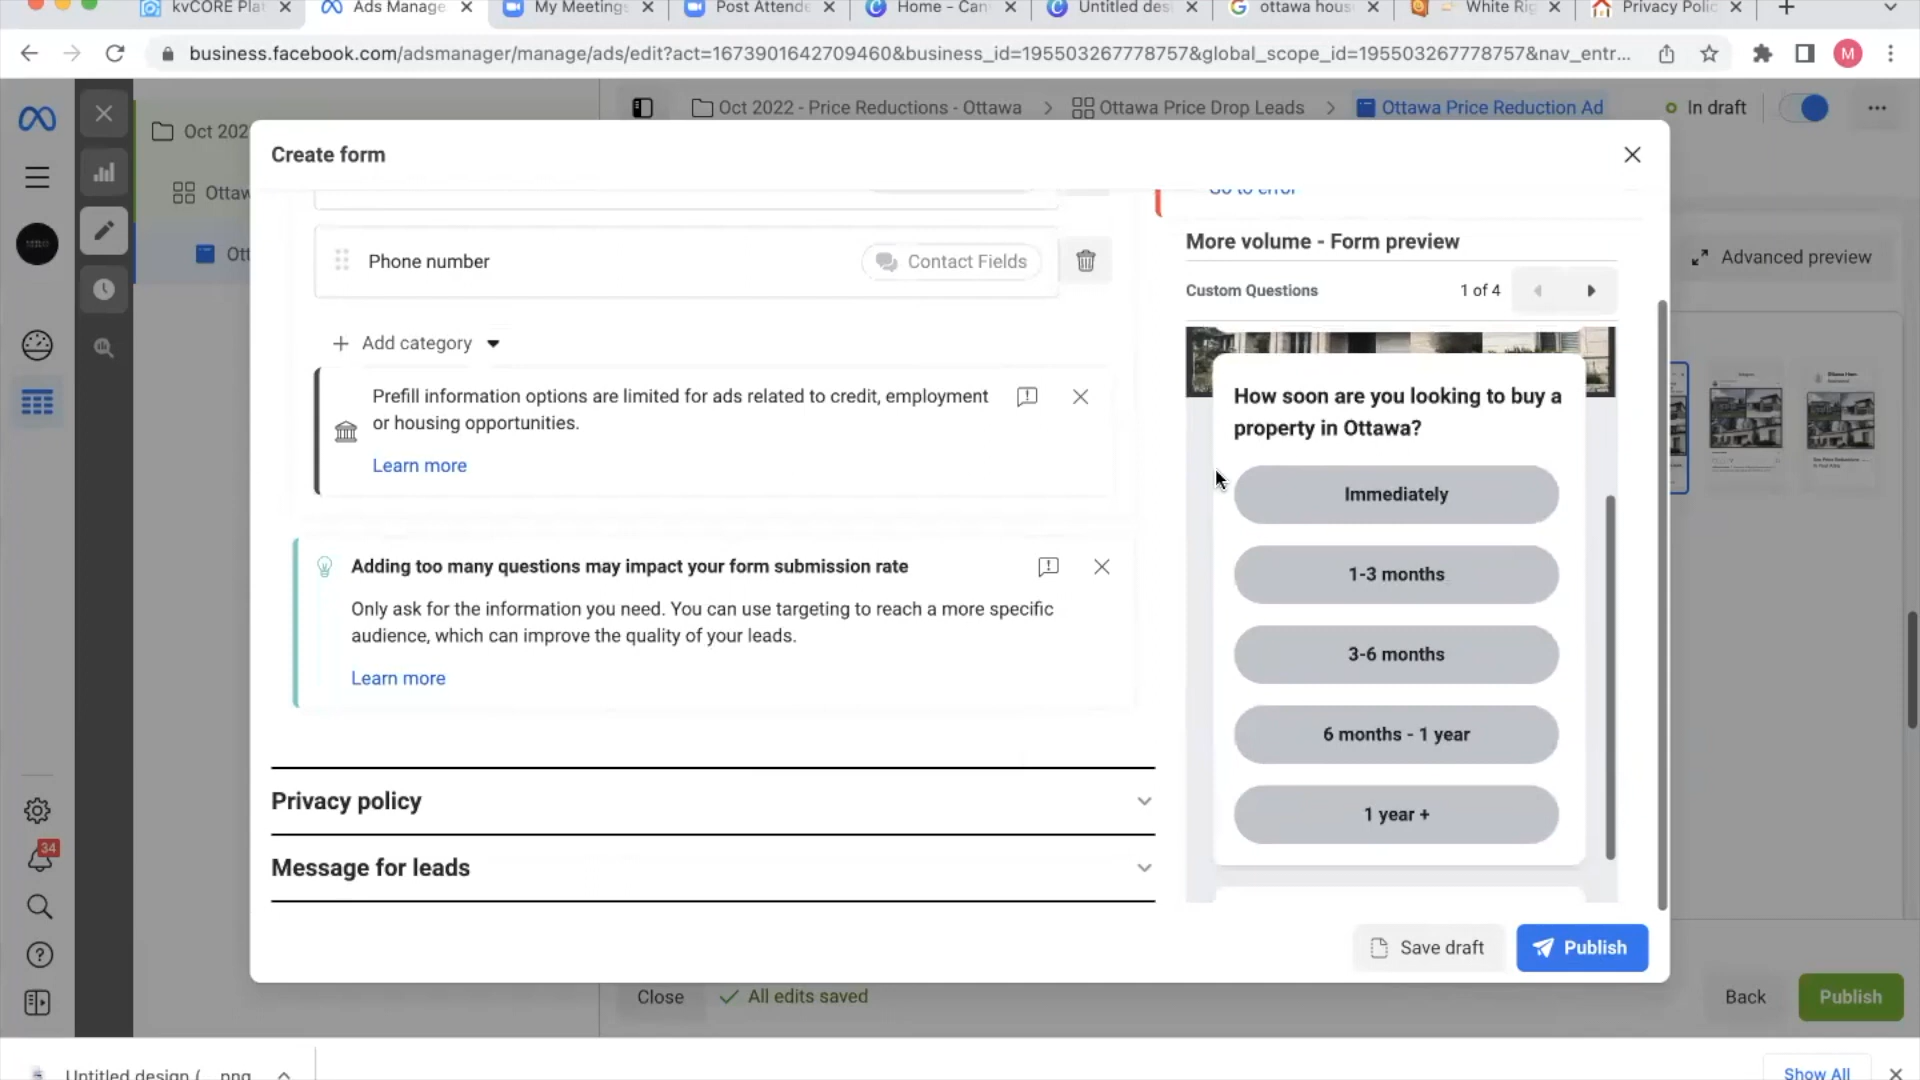 kvCORE Pla
Ads Manage
My Meeting
Post Attende
Home - Can
Untitled des
ottawa hous
White Rig
Privacy Polic
business.facebook.com/adsmanager/manage/ads/edit?act=1673901642709460&business_id=195503267778757&global_scope_id=195503267778757&nav_entr...
M
Oct 202
Oct 2022 - Price Reductions - Ottawa
Ottawa Price Drop Leads
Ottawa Price Reduction Ad
In draft
Ottaw
Ott
Advanced preview
Create form
Go to error
Phone number
Contact Fields
Add category
Prefill information options are limited for ads related to credit, employment
or housing opportunities.
Learn more
Adding too many questions may impact your form submission rate
Only ask for the information you need. You can use targeting to reach a more specific
audience, which can improve the quality of your leads.
Learn more
Privacy policy
Message for leads
More volume - Form preview
Custom Questions
1 of 4
How soon are you looking to buy a
property in Ottawa?
Immediately
1-3 months
3-6 months
6 months - 1 year
1 year +
Save draft
Publish
34
Close
All edits saved
Back
Publish
Untitled design (....png
Show All